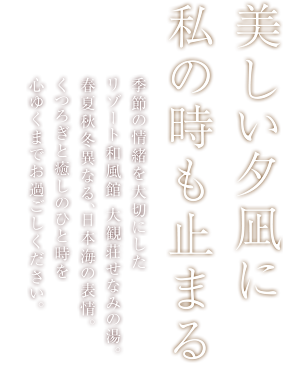 美しい夕凪に
私の時も止まる
季節の情緒を大切にした
リゾート和風館 大観荘せなみの湯。
春夏秋冬異なる、日本海の表情。
くつろぎと癒しのひと時を
心ゆくまでお過ごしください。